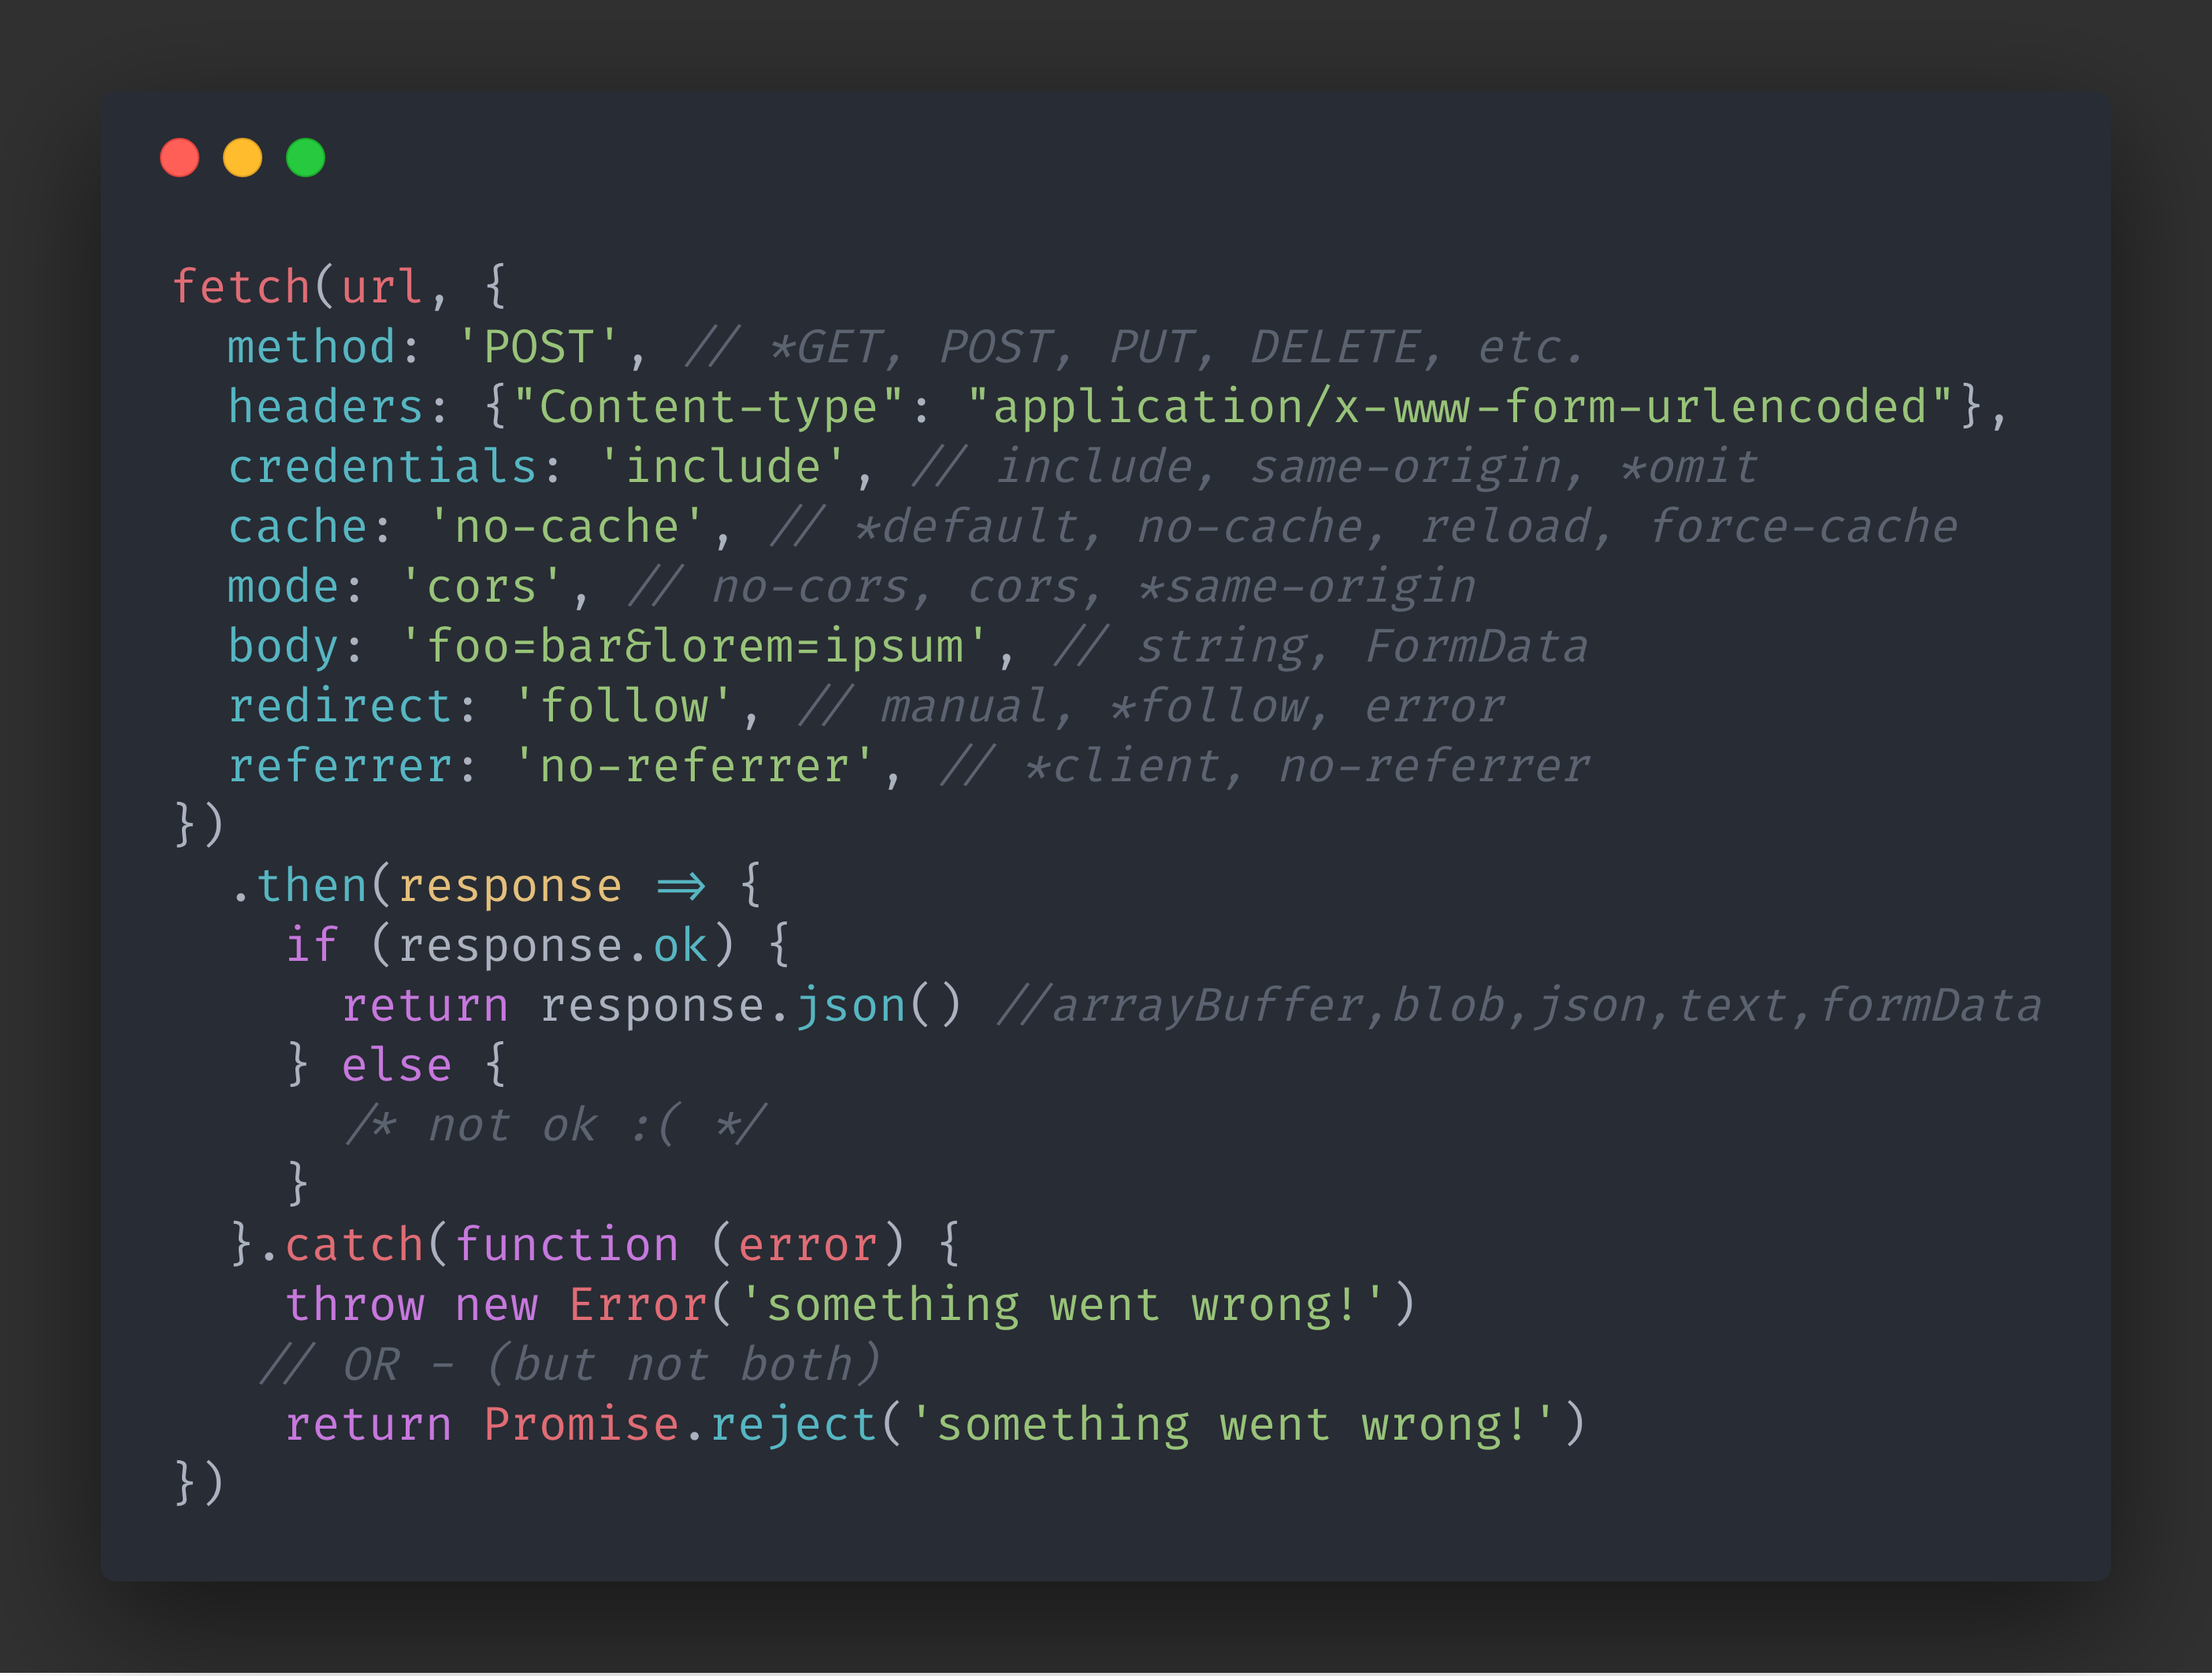 fetch(url, {
  method: 'POST', // *GET, POST, PUT, DELETE, etc.
  headers: {"Content-type": "application/x-www-form-urlencoded"},
  credentials: 'include', // include, same-origin, *omit
  cache: 'no-cache', // *default, no-cache, reload, force-cache
  mode: 'cors', // no-cors, cors, *same-origin
  body: 'foo=bar&lorem=ipsum', // string, FormData
  redirect: 'follow', // manual, *follow, error
  referrer: 'no-referrer', // *client, no-referrer
})
  .then(response => {
    if (response.ok) {
      return response.json() //arrayBuffer,blob,json,text,formData
    } else {
      /* not ok :( */
    }
  }.catch(function (error) {
    throw new Error('something went wrong!')
   // OR - (but not both)
    return Promise.reject('something went wrong!')
})